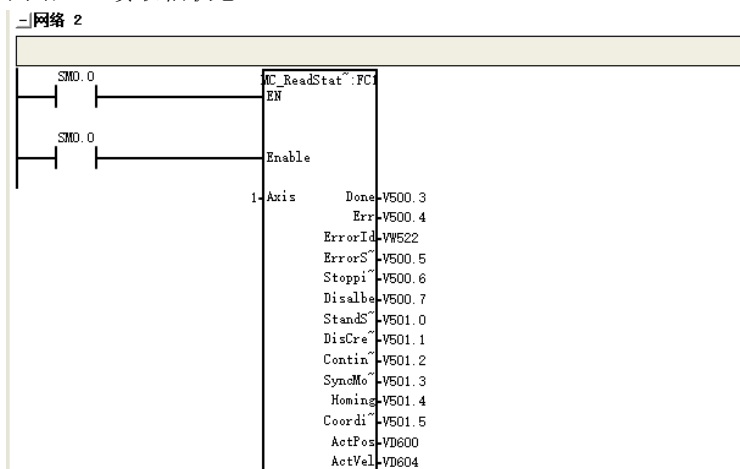 网络 2
SM0.0
MC_ReadStat~:FC1
EN
SM0.0
Enable
1 Axis Done V500.3
Err V500.4
ErrorId VW522
ErrorS~ V500.5
Stoppi~ V500.6
Disalbe V500.7
StandS~ V501.0
DisCre~ V501.1
Contin~ V501.2
SyncMo~ V501.3
Homing V501.4
Coordi~ V501.5
ActPos VD600
ActVel VD604